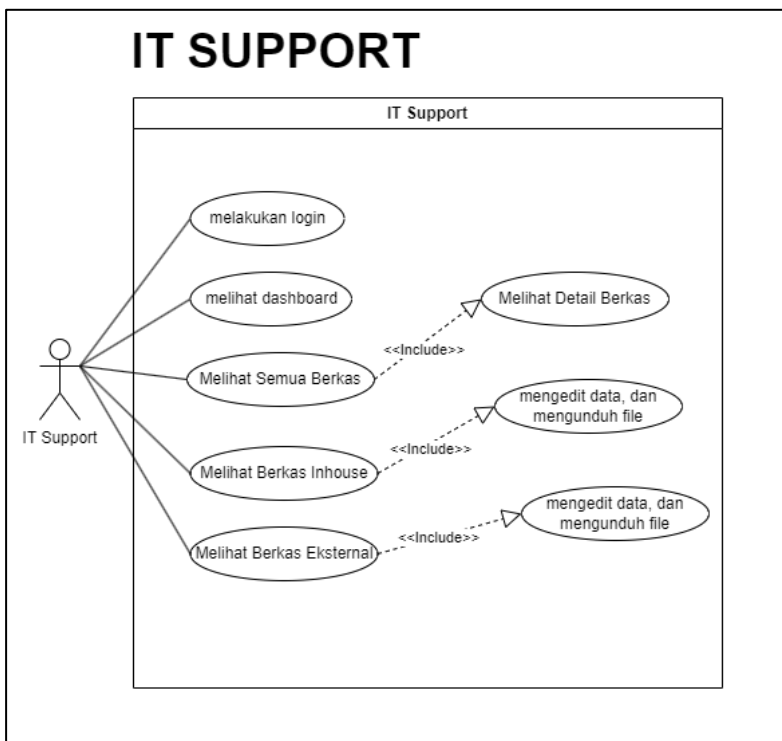 IT SUPPORT
IT Support
melakukan login
melihat dashboard
Melihat Detail Berkas
<<Include>>
Melihat Semua Berkas
mengedit data, dan
mengunduh file
<<Include>>
IT Support
Melihat Berkas Inhouse
mengedit data, dan
mengunduh file
<<Include>>
Melihat Berkas Eksternal